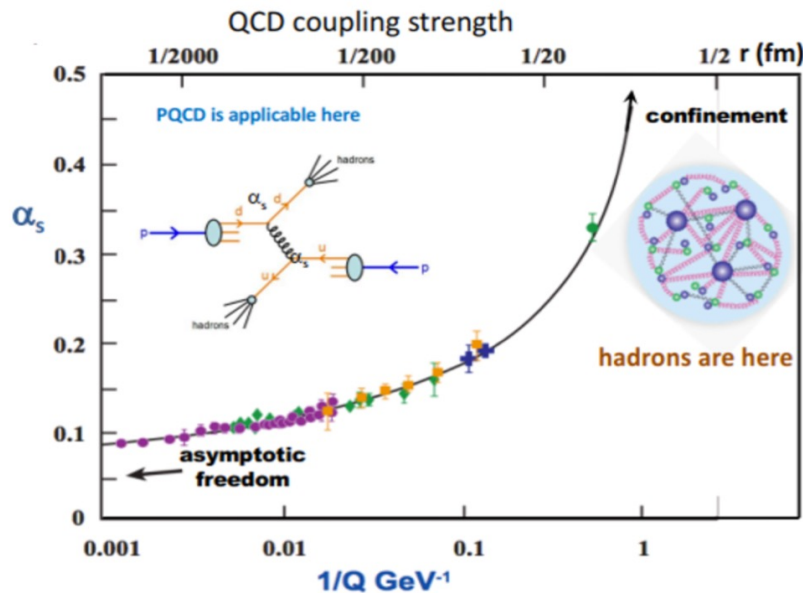 QCD coupling strength
1/2000 1/200 1/20 1/2 r (fm)
0.5
PQCD is applicable here
confinement
0.4
hadrons
αs d
d
αs
p
0.3
u
αs
u
p
hadrons
0.2
hadrons are here
0.1
asymptotic
freedom
0
0.001 0.01 0.1 1
1/Q GeV-1